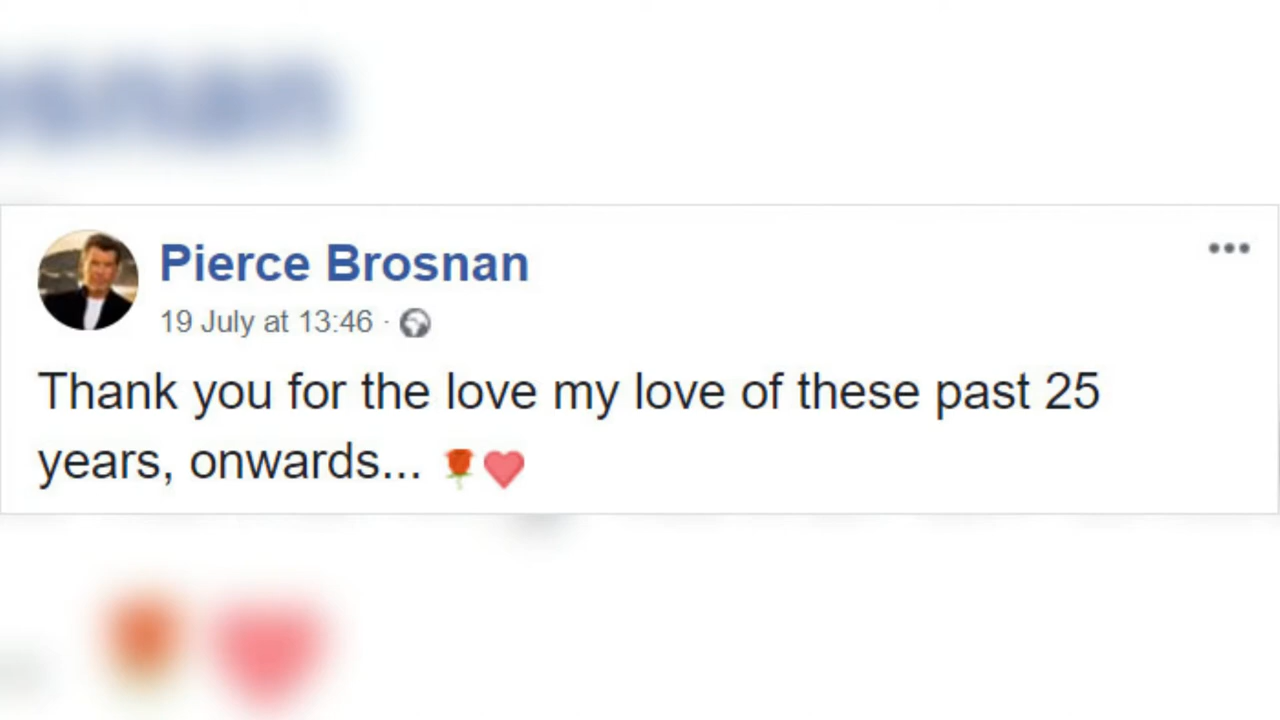 Pierce Brosnan
19 July at 13:46 ·
Thank you for the love my love of these past 25
years, onwards... 🌹❤️